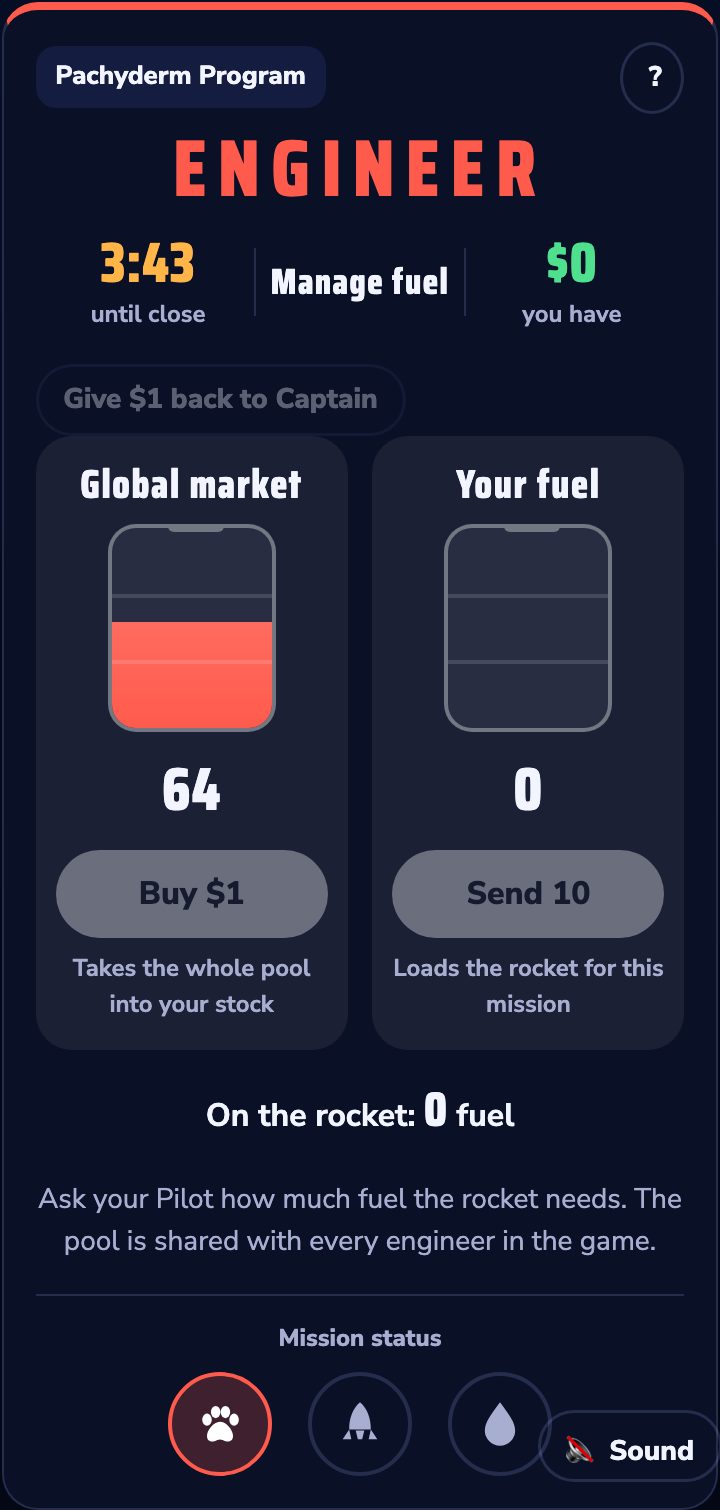 Pachyderm Program
?
ENGINEER
3:43
until close
Manage fuel
$0
you have
Give $1 back to Captain
Global market
64
Buy $1
Takes the whole pool
into your stock
Your fuel
0
Send 10
Loads the rocket for this
mission
On the rocket: 0 fuel
Ask your Pilot how much fuel the rocket needs. The
pool is shared with every engineer in the game.
Mission status
Sound